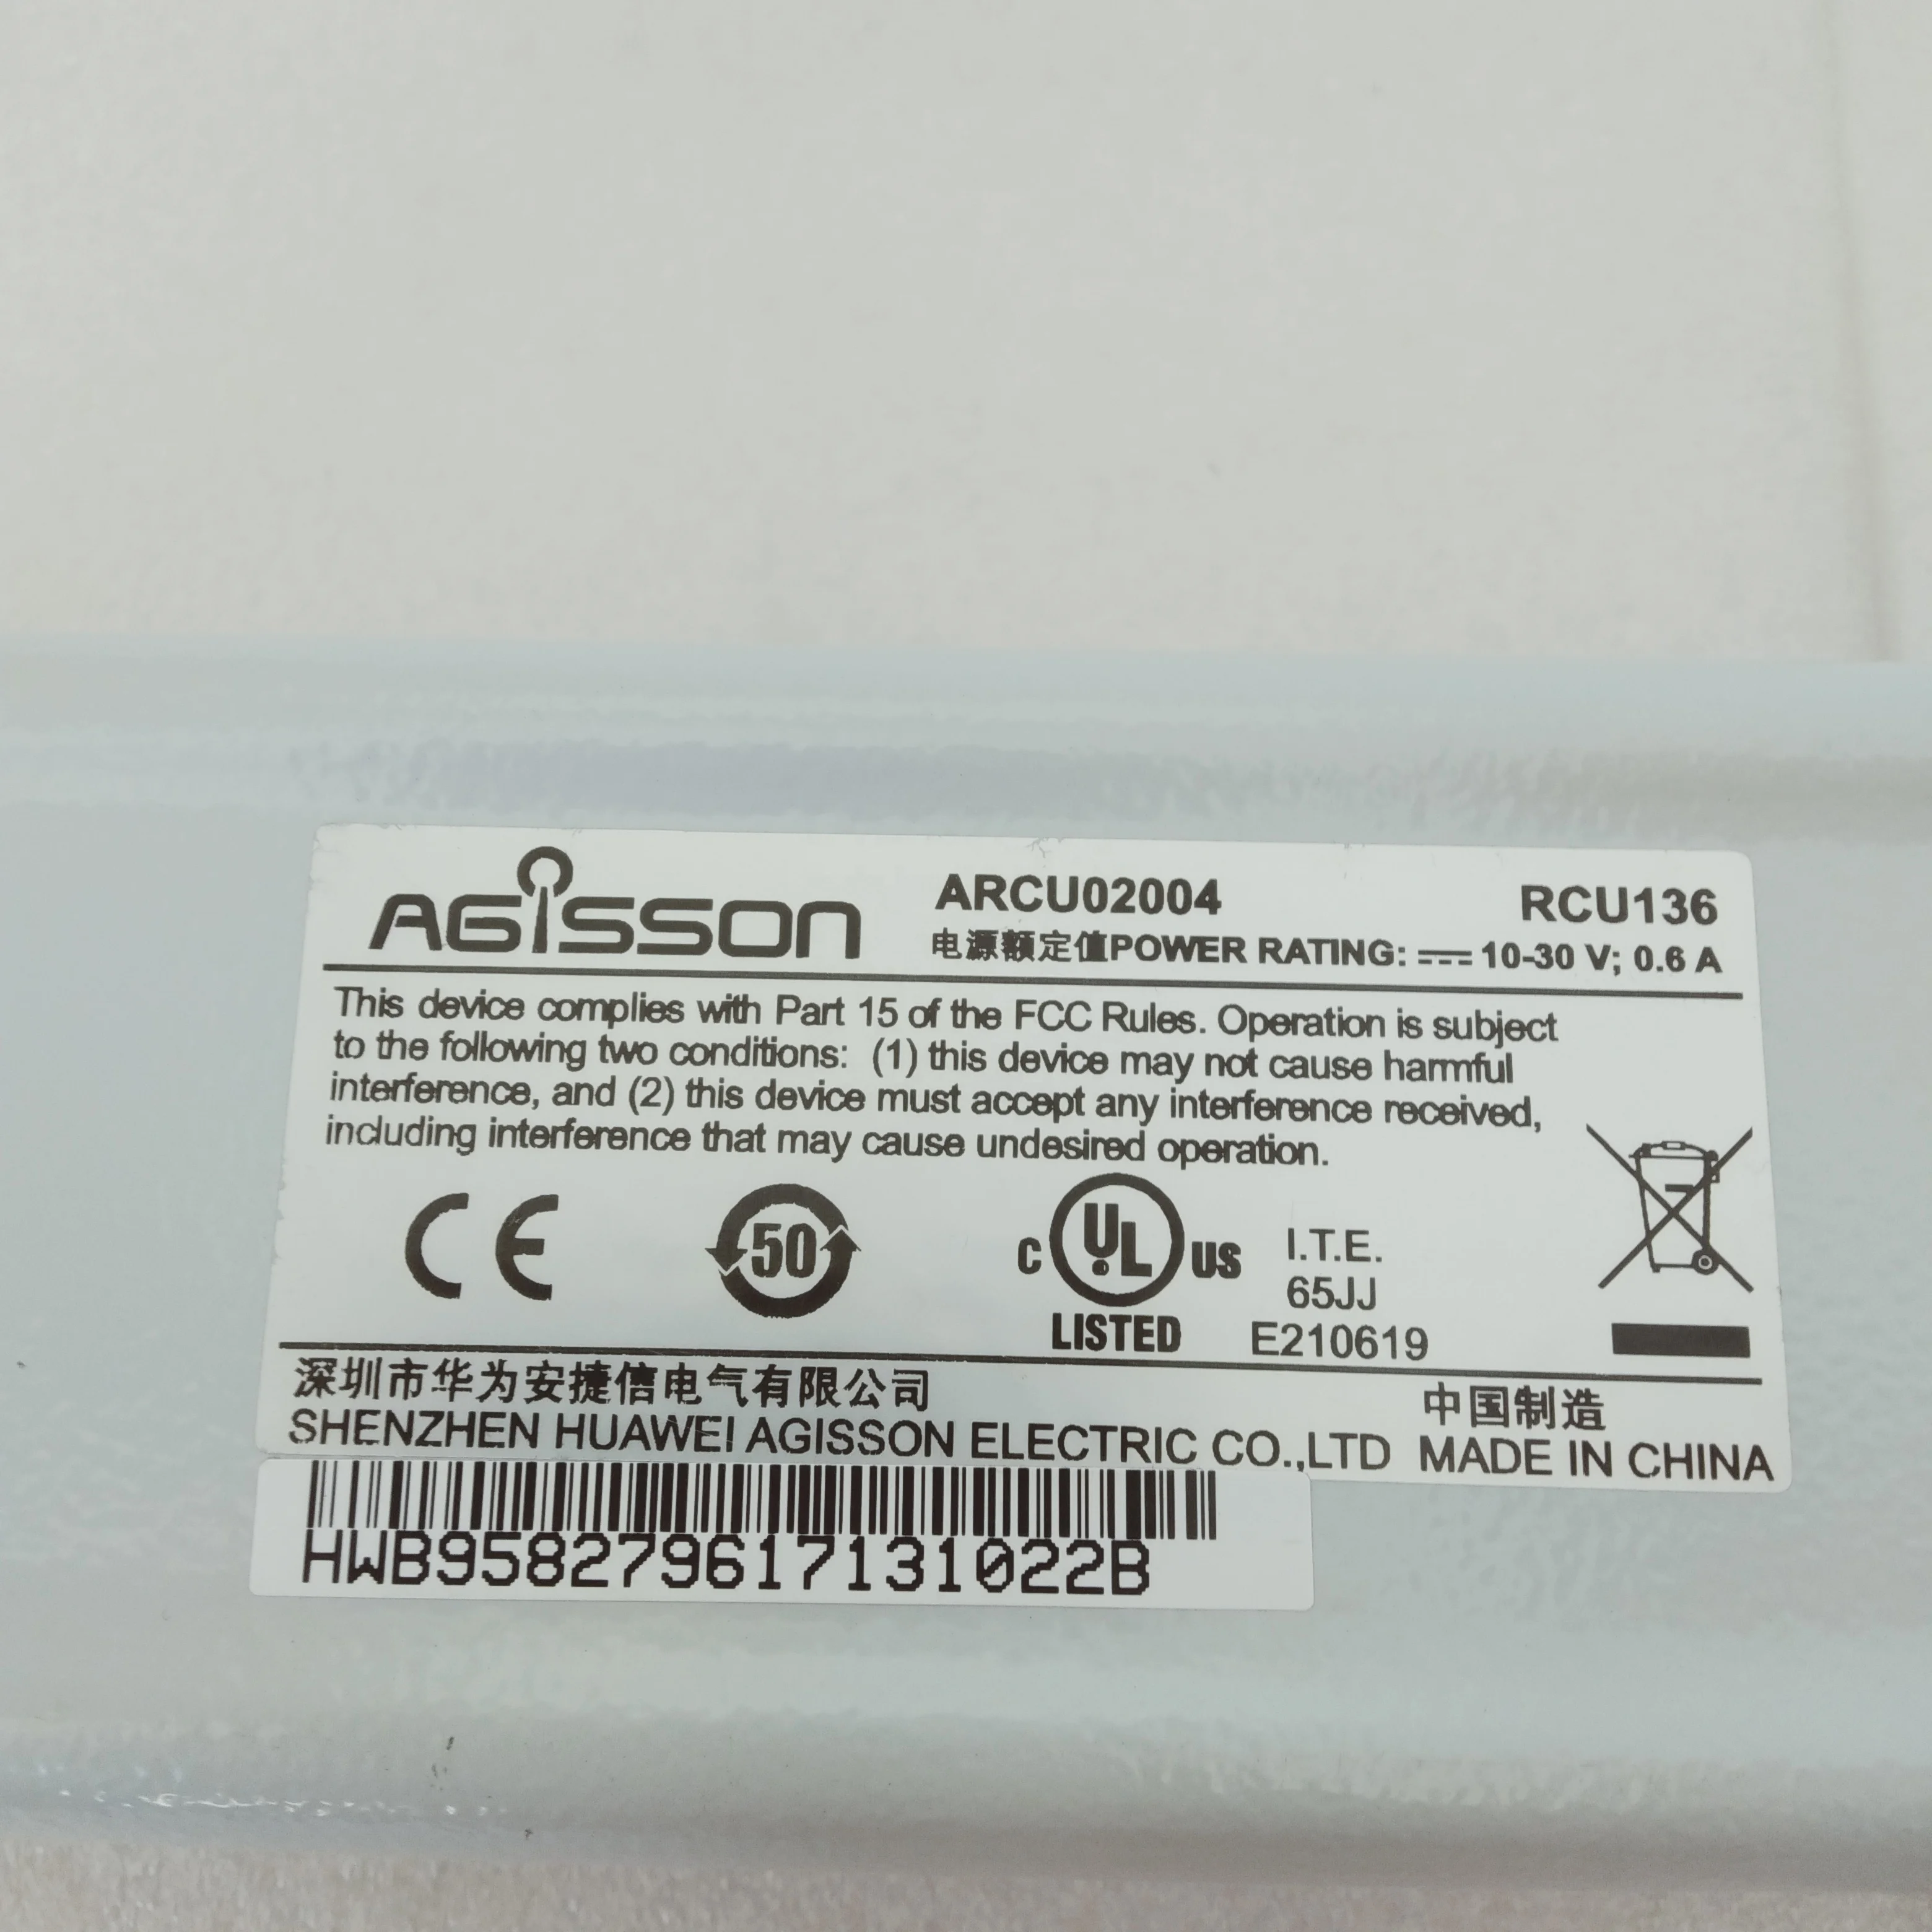 AGISSON
ARCU02004 RCU136
电源额定值POWER RATING: ⎓ 10-30 V; 0.6 A
This device complies with Part 15 of the FCC Rules. Operation is subject
to the following two conditions: (1) this device may not cause harmful
interference, and (2) this device must accept any interference received,
including interference that may cause undesired operation.
CE
50
C UL US
LISTED
I.T.E.
65JJ
E210619
深圳市华为安捷信电气有限公司 中国制造
SHENZHEN HUAWEI AGISSON ELECTRIC CO.,LTD MADE IN CHINA
HWB958279617131022B